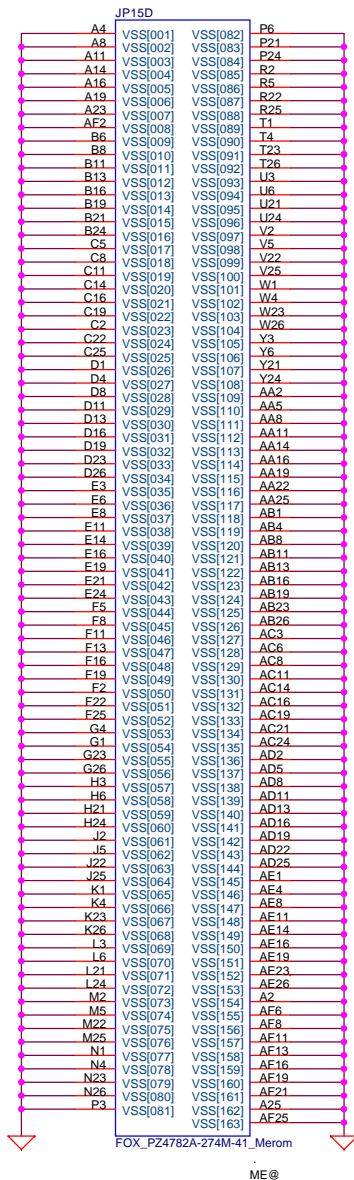 JP15D
A4 VSS[001] VSS[082] P6
A8 VSS[002] VSS[083] P21
A11 VSS[003] VSS[084] P24
A14 VSS[004] VSS[085] R2
A16 VSS[005] VSS[086] R5
A19 VSS[006] VSS[087] R22
A23 VSS[007] VSS[088] R25
AF2 VSS[008] VSS[089] T1
B6 VSS[009] VSS[090] T4
B8 VSS[010] VSS[091] T23
B11 VSS[011] VSS[092] T26
B13 VSS[012] VSS[093] U3
B16 VSS[013] VSS[094] U6
B19 VSS[014] VSS[095] U21
B21 VSS[015] VSS[096] U24
B24 VSS[016] VSS[097] V2
C5 VSS[017] VSS[098] V5
C8 VSS[018] VSS[099] V22
C11 VSS[019] VSS[100] V25
C14 VSS[020] VSS[101] W1
C16 VSS[021] VSS[102] W4
C19 VSS[022] VSS[103] W23
C2 VSS[023] VSS[104] W26
C22 VSS[024] VSS[105] Y3
C25 VSS[025] VSS[106] Y6
D1 VSS[026] VSS[107] Y21
D4 VSS[027] VSS[108] Y24
D8 VSS[028] VSS[109] AA2
D11 VSS[029] VSS[110] AA5
D13 VSS[030] VSS[111] AA8
D16 VSS[031] VSS[112] AA11
D19 VSS[032] VSS[113] AA14
D23 VSS[033] VSS[114] AA16
D26 VSS[034] VSS[115] AA19
E3 VSS[035] VSS[116] AA22
E6 VSS[036] VSS[117] AA25
E8 VSS[037] VSS[118] AB1
E11 VSS[038] VSS[119] AB4
E14 VSS[039] VSS[120] AB8
E16 VSS[040] VSS[121] AB11
E19 VSS[041] VSS[122] AB13
E21 VSS[042] VSS[123] AB16
E24 VSS[043] VSS[124] AB19
F5 VSS[044] VSS[125] AB23
F8 VSS[045] VSS[126] AB26
F11 VSS[046] VSS[127] AC3
F13 VSS[047] VSS[128] AC6
F16 VSS[048] VSS[129] AC8
F19 VSS[049] VSS[130] AC11
F2 VSS[050] VSS[131] AC14
F22 VSS[051] VSS[132] AC16
F25 VSS[052] VSS[133] AC19
G4 VSS[053] VSS[134] AC21
G1 VSS[054] VSS[135] AC24
G23 VSS[055] VSS[136] AD2
G26 VSS[056] VSS[137] AD5
H3 VSS[057] VSS[138] AD8
H6 VSS[058] VSS[139] AD11
H21 VSS[059] VSS[140] AD13
H24 VSS[060] VSS[141] AD16
J2 VSS[061] VSS[142] AD19
J5 VSS[062] VSS[143] AD22
J22 VSS[063] VSS[144] AD25
J25 VSS[064] VSS[145] AE1
K1 VSS[065] VSS[146] AE4
K4 VSS[066] VSS[147] AE8
K23 VSS[067] VSS[148] AE11
K26 VSS[068] VSS[149] AE14
L3 VSS[069] VSS[150] AE16
L6 VSS[070] VSS[151] AE19
L21 VSS[071] VSS[152] AE23
L24 VSS[072] VSS[153] AE26
M2 VSS[073] VSS[154] A2
M5 VSS[074] VSS[155] AF6
M22 VSS[075] VSS[156] AF8
M25 VSS[076] VSS[157] AF11
N1 VSS[077] VSS[158] AF13
N4 VSS[078] VSS[159] AF16
N23 VSS[079] VSS[160] AF19
N26 VSS[080] VSS[161] AF21
P3 VSS[081] VSS[162] A25
VSS[163] AF25
FOX_PZ4782A-274M-41_Merom
.
ME@